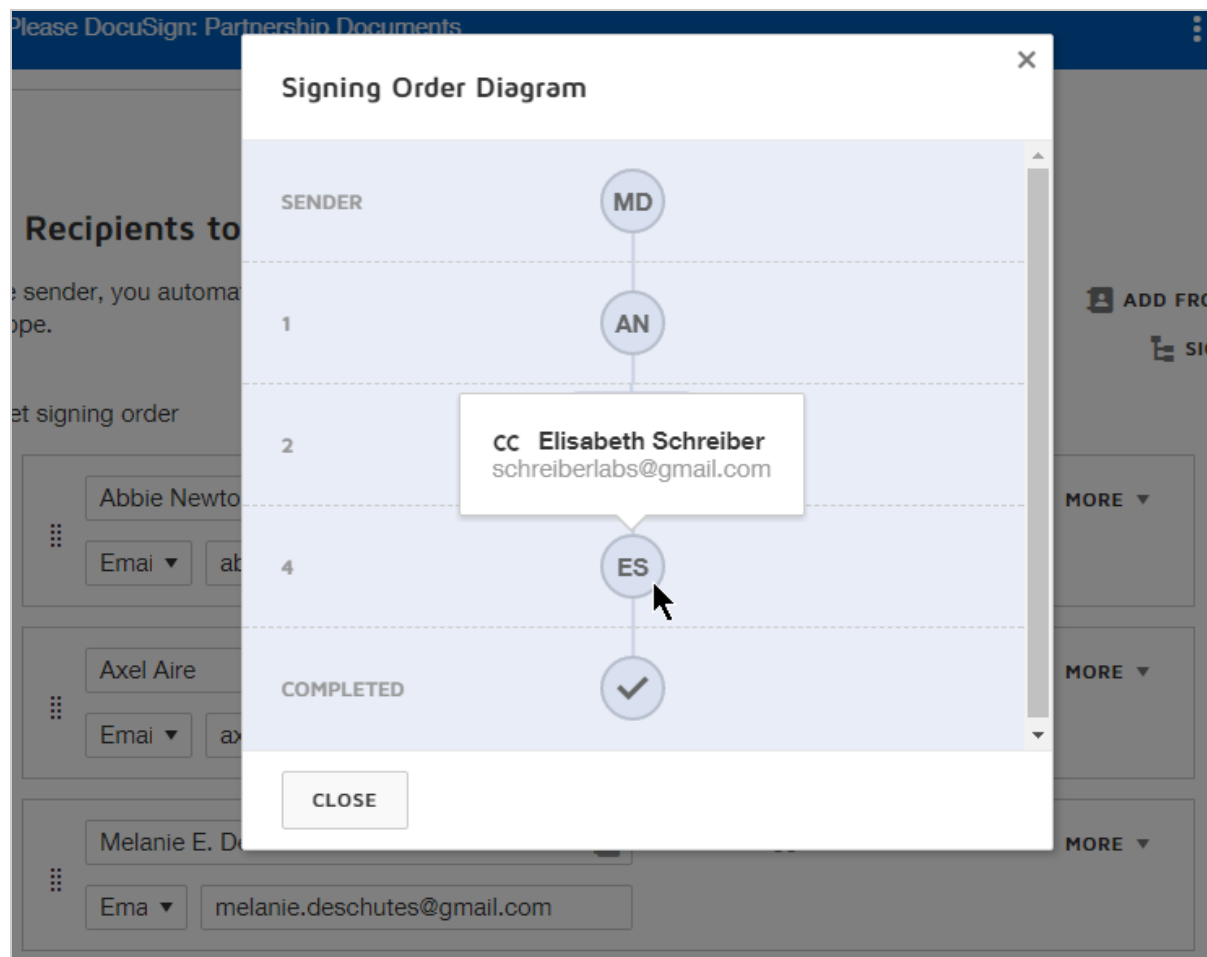 Please DocuSign: Partnership Documents
Signing Order Diagram
SENDER
MD
Recipients to
sender, you automa
ope.
ADD FRO
1
AN
SIG
et signing order
2
CC Elisabeth Schreiber
schreiberlabs@gmail.com
Abbie Newto
MORE
Emai
ab
4
ES
Axel Aire
MORE
Emai
ax
COMPLETED
CLOSE
Melanie E. De
MORE
Ema
melanie.deschutes@gmail.com